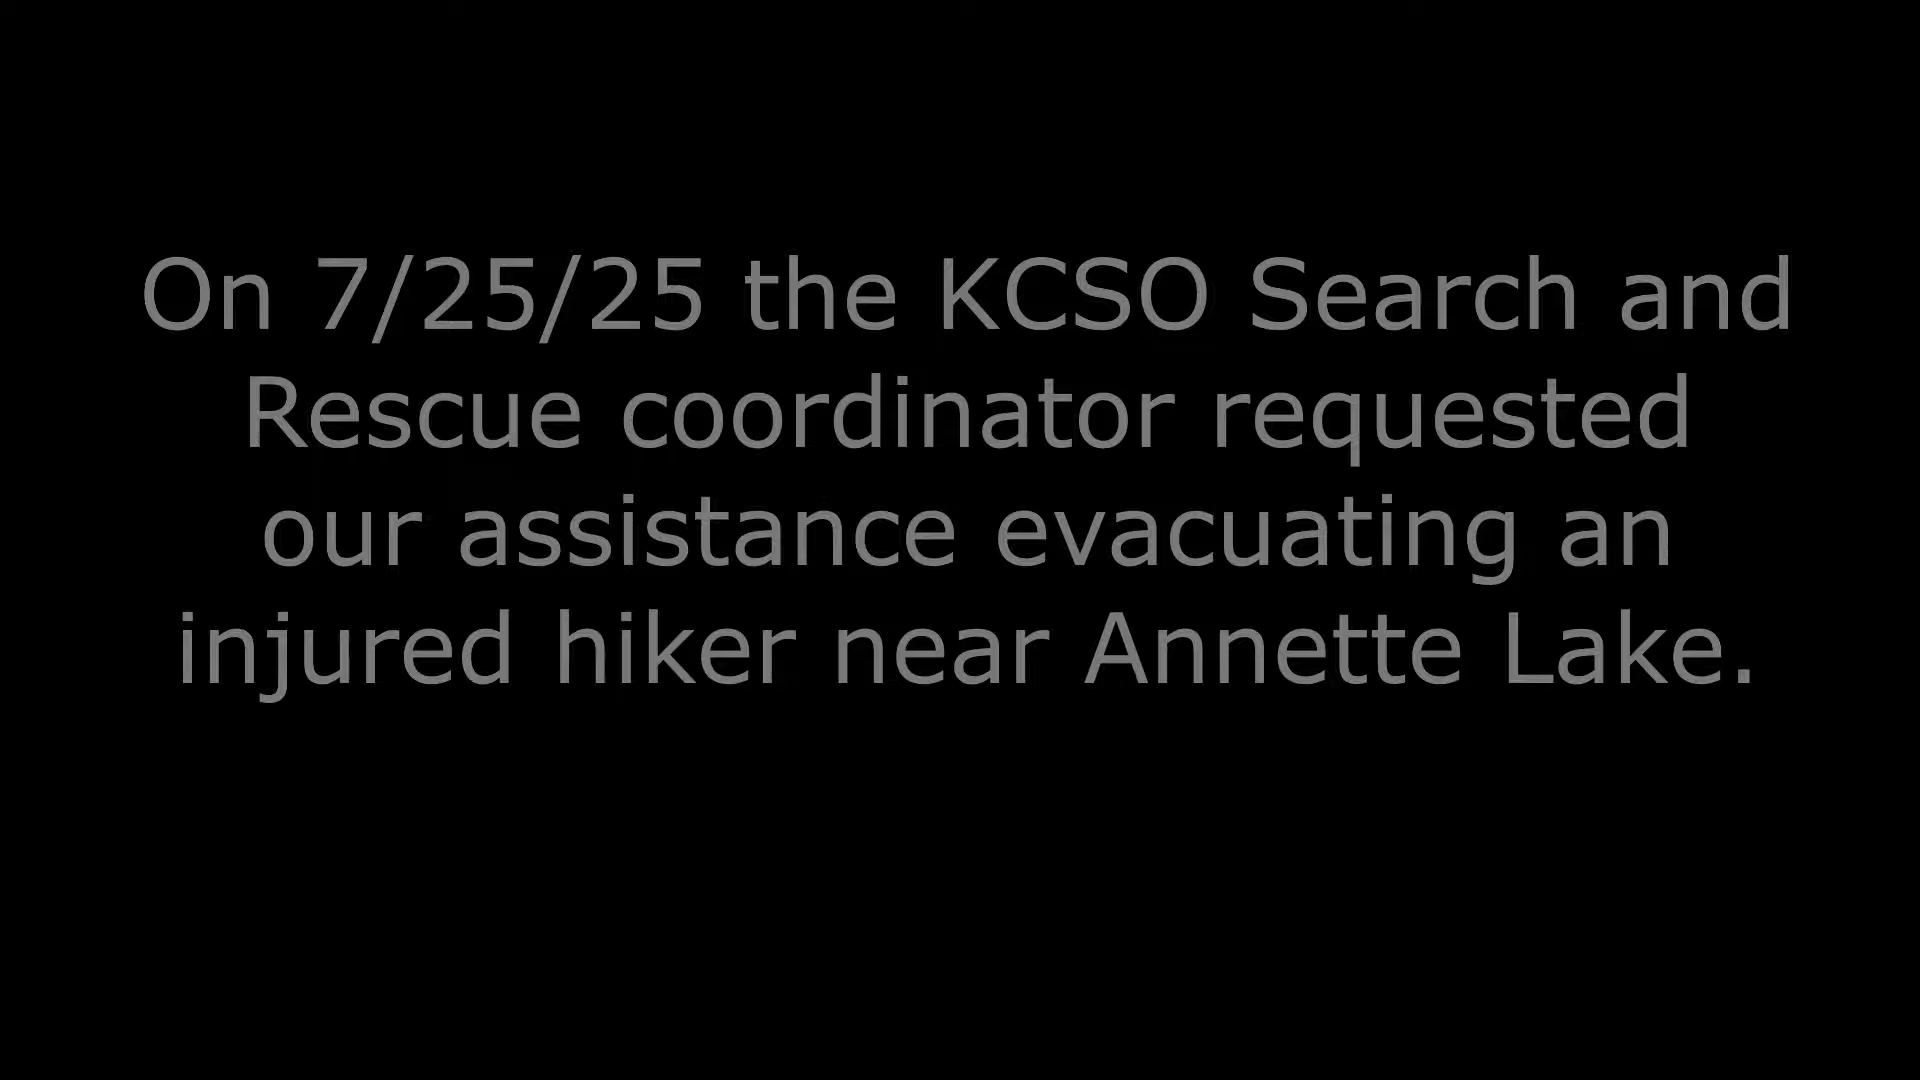 On 7/25/25 the KCSO Search and
Rescue coordinator requested
our assistance evacuating an
injured hiker near Annette Lake.